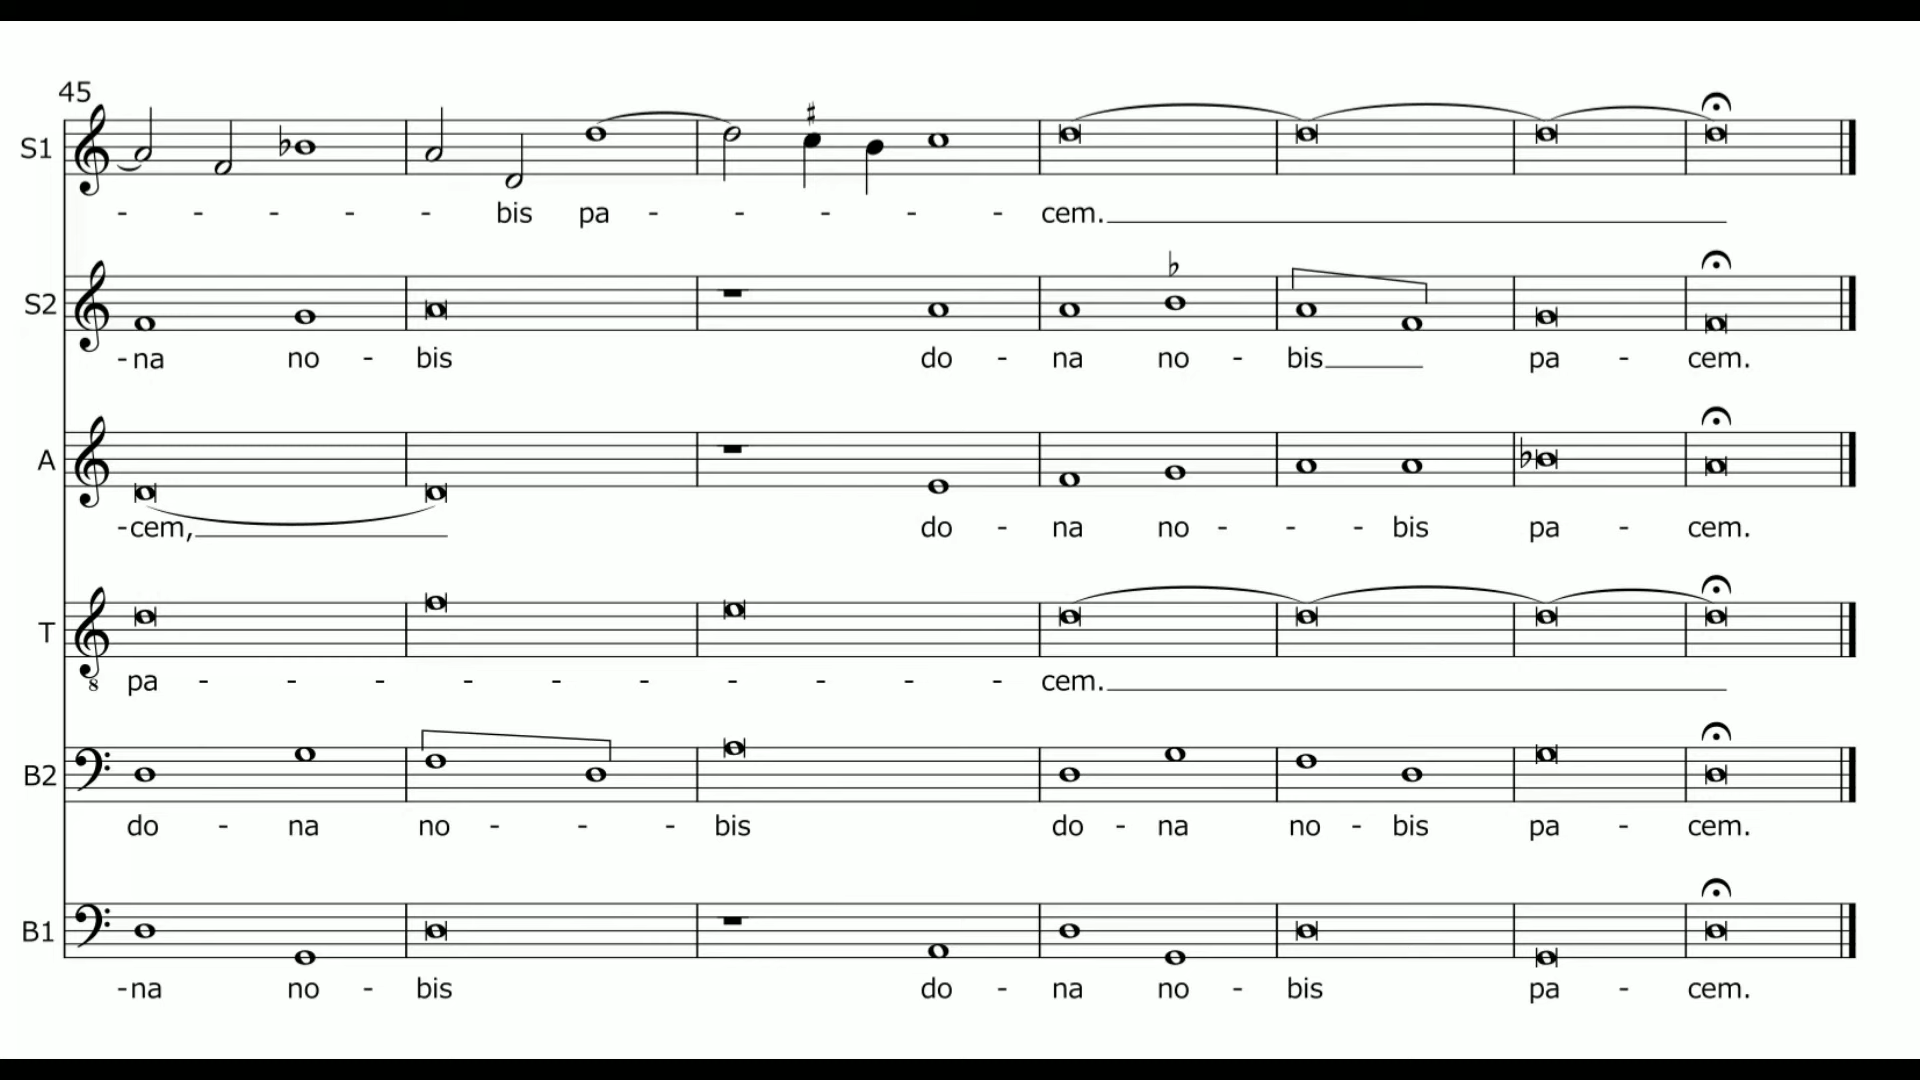 45
S1
- - - - - bis pa - - - - - cem.
S2
-na no - bis do - na no - bis pa - cem.
A
-cem, do - na no - - - bis pa - cem.
T
8
pa - - - - - - - - - - cem.
B2
do - na no - - - bis do - na no - bis pa - cem.
B1
-na no - bis do - na no - bis pa - cem.